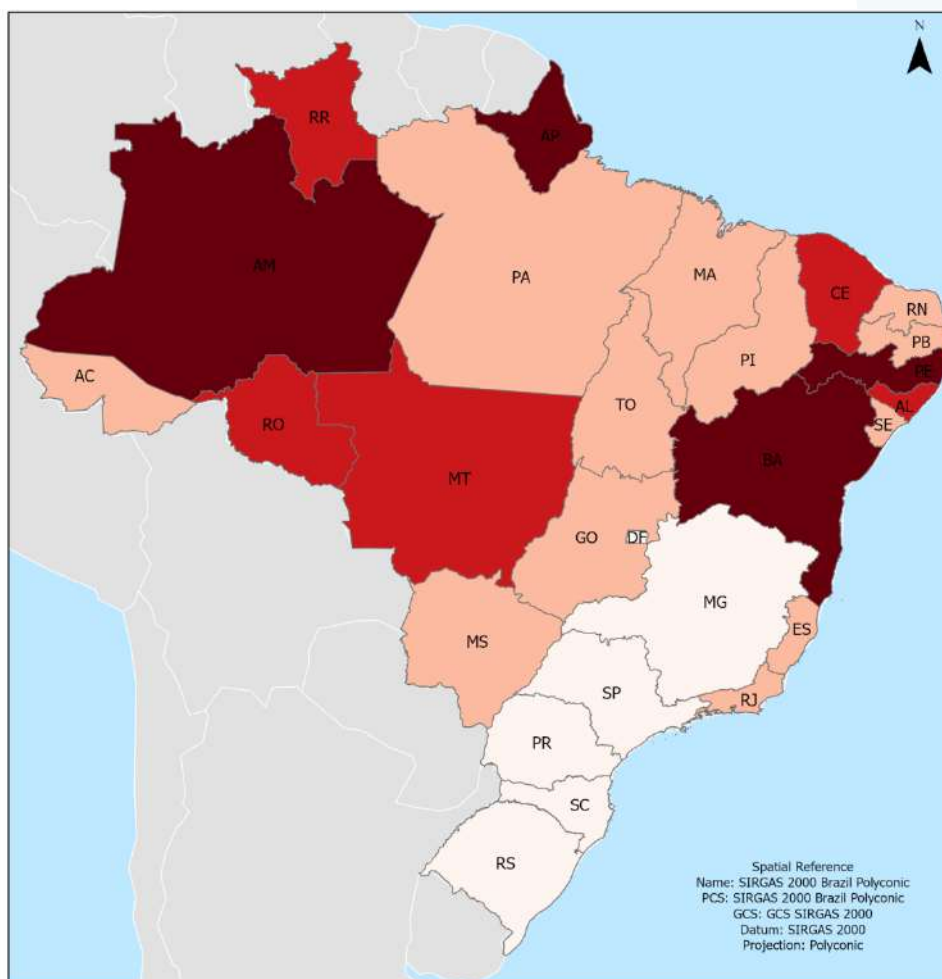 N
RR
AP
AM
PA
MA
CE
RN
PB
PI
AC
PE
TO
AL
RO
SE
BA
MT
GO
DF
MG
MS
ES
SP
RJ
PR
SC
RS
Spatial Reference
Name: SIRGAS 2000 Brazil Polyconic
PCS: SIRGAS 2000 Brazil Polyconic
GCS: GCS SIRGAS 2000
Datum: SIRGAS 2000
Projection: Polyconic